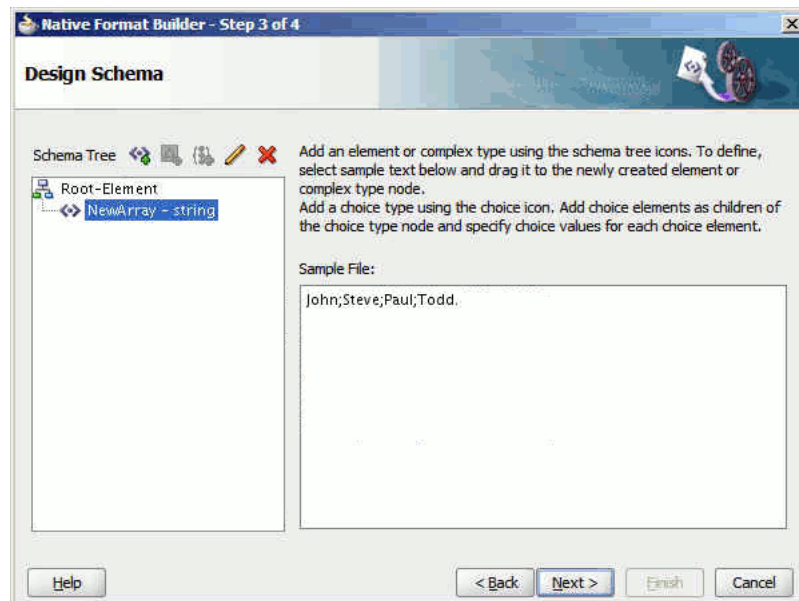 Native Format Builder - Step 3 of 4
Design Schema
Schema Tree
Root-Element
NewArray - string
Add an element or complex type using the schema tree icons. To define,
select sample text below and drag it to the newly created element or
complex type node.
Add a choice type using the choice icon. Add choice elements as children of
the choice type node and specify choice values for each choice element.
Sample File:
John;Steve;Paul;Todd.
Help
< Back
Next >
Finish
Cancel